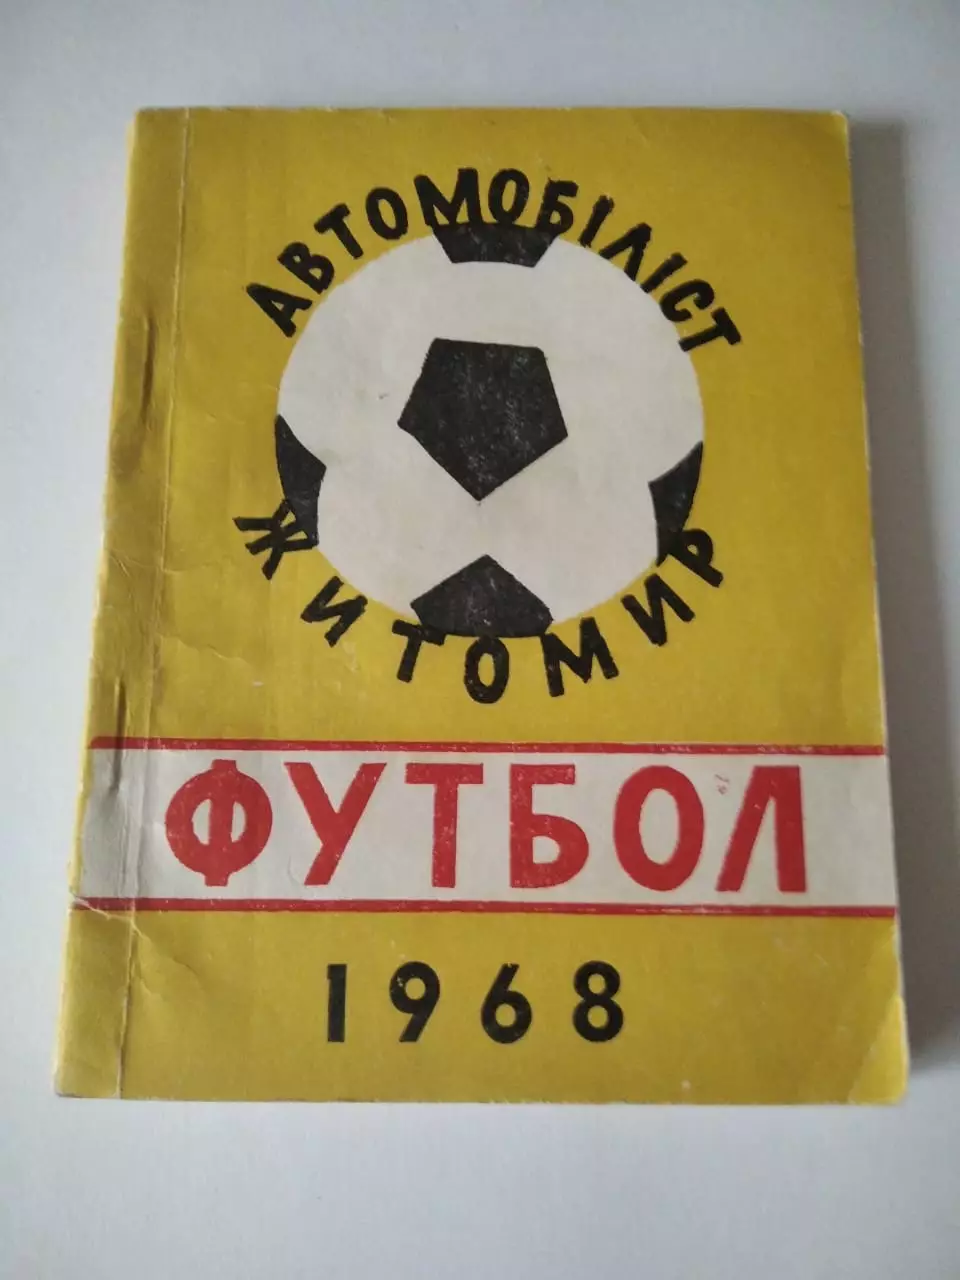 АВТОМОБІЛІСТ
ЖИТОМИР
ФУТБОЛ
1968